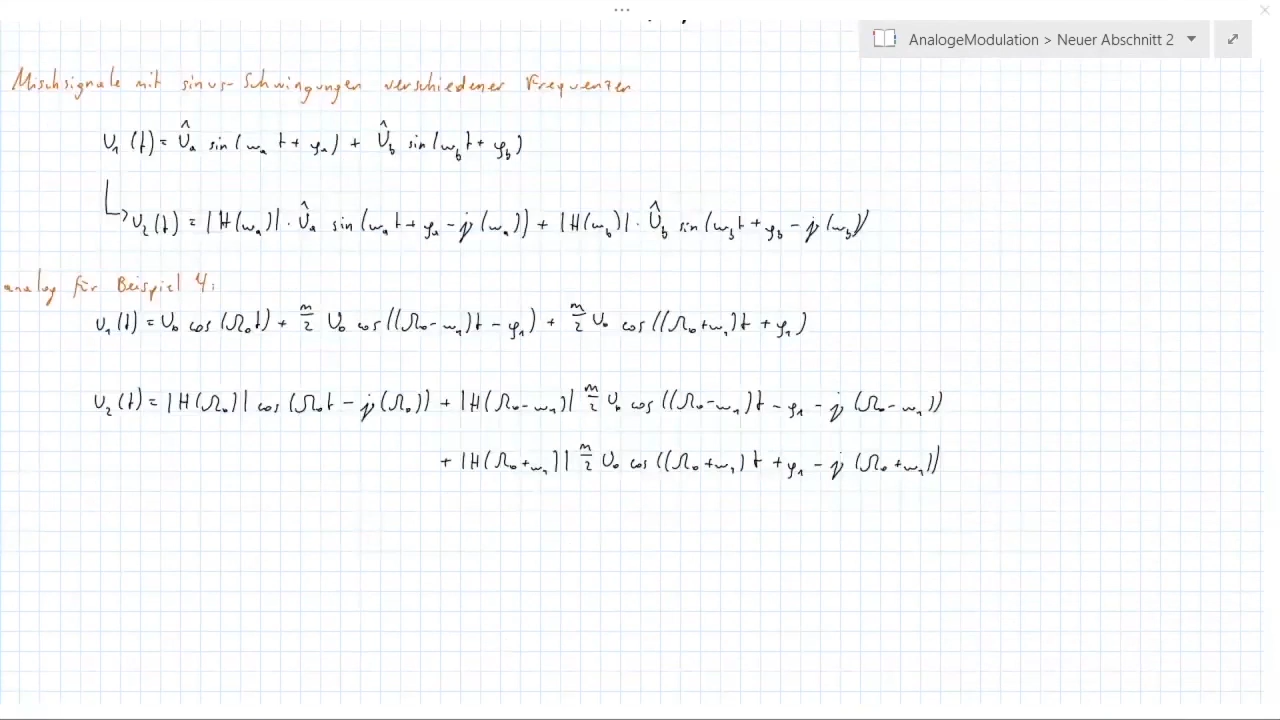 AnalogeModulation > Neuer Abschnitt 2
Mischsignale mit sinus-Schwingungen verschiedener Frequenzen
U₁(t) = Û_a sin(ω_a t + φ_a) + Û_b sin(ω_b t + φ_b)
↳ U₂(t) = |H(ω_a)| · Û_a sin(ω_a t + φ_a - φ(ω_a)) + |H(ω_b)| · Û_b sin(ω_b t + φ_b - φ(ω_b))
analog für Beispiel 4:
U₁(t) = U₀ cos(Ω₀t) + m/2 U₀ cos((Ω₀-ω₁)t - φ₁) + m/2 U₀ cos((Ω₀+ω₁)t + φ₁)
U₂(t) = |H(Ω₀)| cos(Ω₀t - φ(Ω₀)) + |H(Ω₀-ω₁)| m/2 U₀ cos((Ω₀-ω₁)t - φ₁ - φ(Ω₀-ω₁))
+ |H(Ω₀+ω₁)| m/2 U₀ cos((Ω₀+ω₁)t + φ₁ - φ(Ω₀+ω₁))